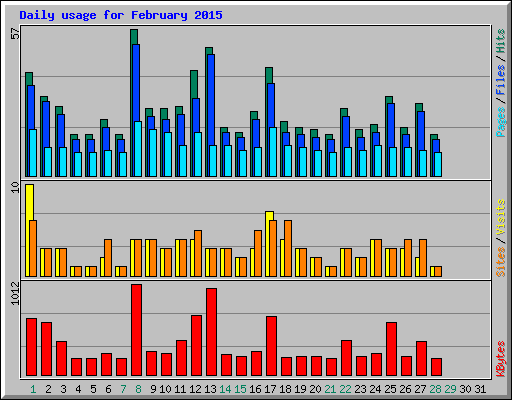 Daily usage for February 2015
57
Pages / Files / Hits
10
Sites / Visits
1012
KBytes
1 2 3 4 5 6 7 8 9 10 11 12 13 14 15 16 17 18 19 20 21 22 23 24 25 26 27 28 29 30 31